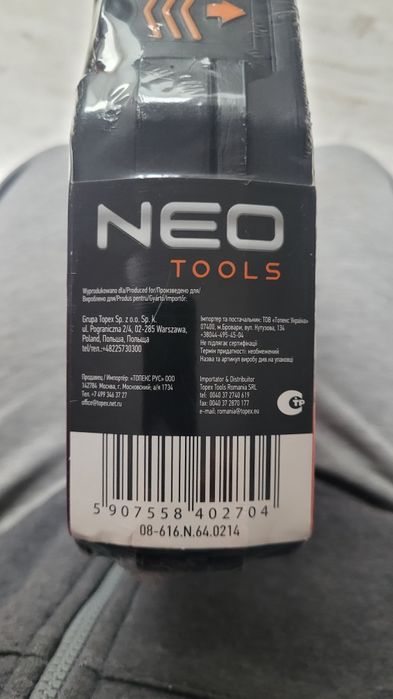 NEO
TOOLS
Wyprodukowano dla/Produced for/Произведено для/
Вироблено для/Produs pentru/Gyártó/Importőr:
Grupa Topex Sp. z o.o. Sp. k.
ul. Pograniczna 2/4, 02-285 Warszawa,
Poland, Польша, Польща
tel/тел.:+48225730300
Продавец / Импортёр: «ТОПЕКС РУС» ООО
142784 Москва, г. Московский, а/я 1734
Тел. +7 499 346 37 27
office@topex.net.ru
Імпортер та постачальник: ТОВ «Топекс Україна»
07400, м.Бровари, вул. Кутузова, 134
+38044-495-45-04
Не підлягає сертифікації
Термін придатності: необмежений
Назва та артикул виробу див на упаковці
Importator & Distribuitor
Topex Tools Romania SRL
tel: 0040 37 2740 619
fax: 0040 37 2870 177
e-mail: romania@topex.eu
5 907558 402704
08-616.N.64.0214